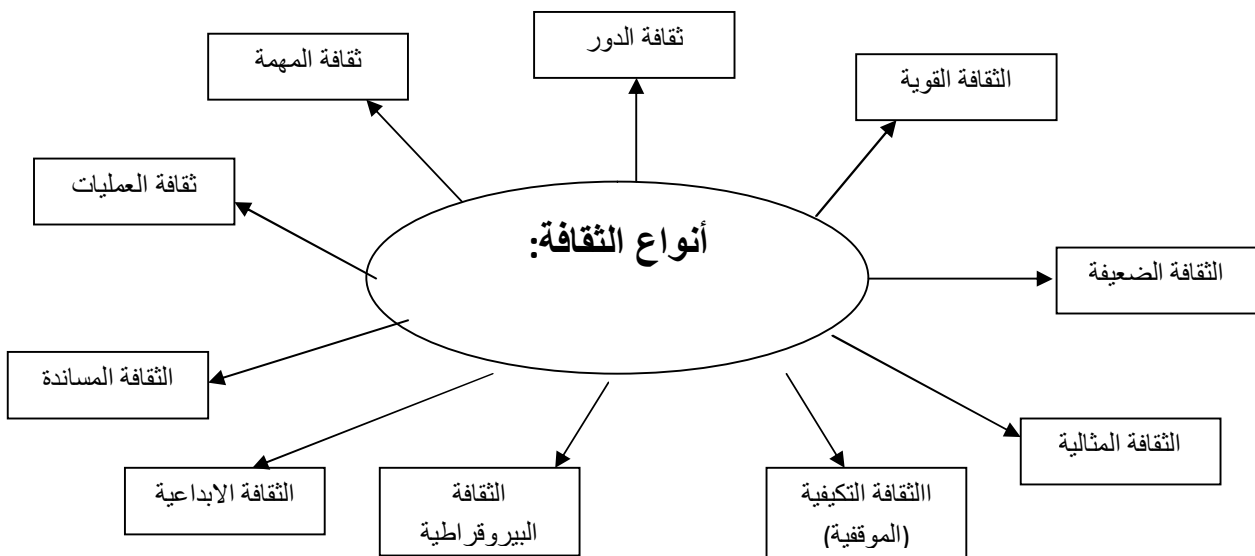 ثقافة الدور
ثقافة المهمة
الثقافة القوية
ثقافة العمليات
أنواع الثقافة:
الثقافة الضعيفة
الثقافة المساندة
الثقافة المثالية
الثقافة الابداعية
الثقافة
البيروقراطية
االثقافة التكيفية
(الموقفية)